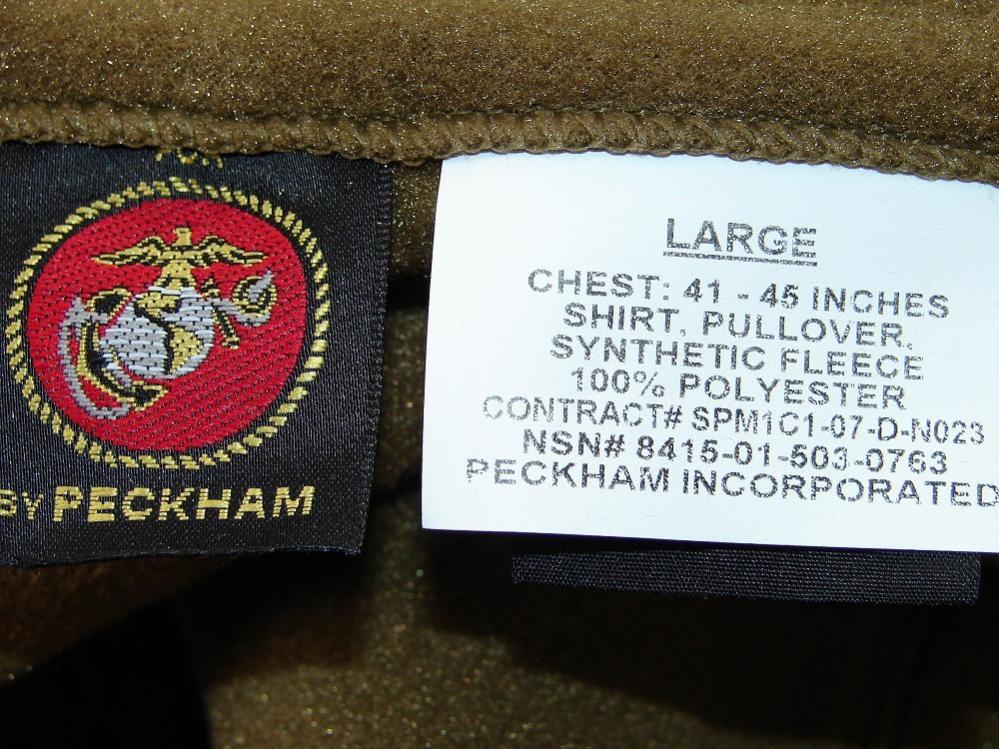 BY PECKHAM
LARGE
CHEST: 41 - 45 INCHES
SHIRT, PULLOVER,
SYNTHETIC FLEECE
100% POLYESTER
CONTRACT# SPM1C1-07-D-N023
NSN# 8415-01-503-0763
PECKHAM INCORPORATED